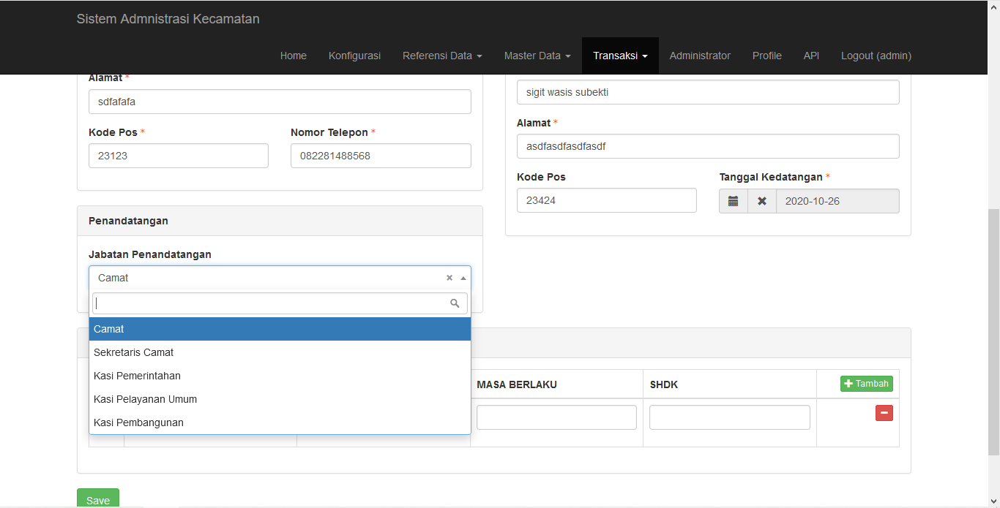 Sistem Admnistrasi Kecamatan
Home Konfigurasi Referensi Data Master Data Transaksi Administrator Profile API Logout (admin)
Alamat *
sdfafafa
Kode Pos * Nomor Telepon *
23123 082281488568
sigit wasis subekti
Alamat *
asdfasdfasdfasdf
Kode Pos Tanggal Kedatangan *
23424 2020-10-26
Penandatangan
Jabatan Penandatangan
Camat
Camat
Sekretaris Camat
Kasi Pemerintahan
Kasi Pelayanan Umum
Kasi Pembangunan
MASA BERLAKU SHDK Tambah
Save